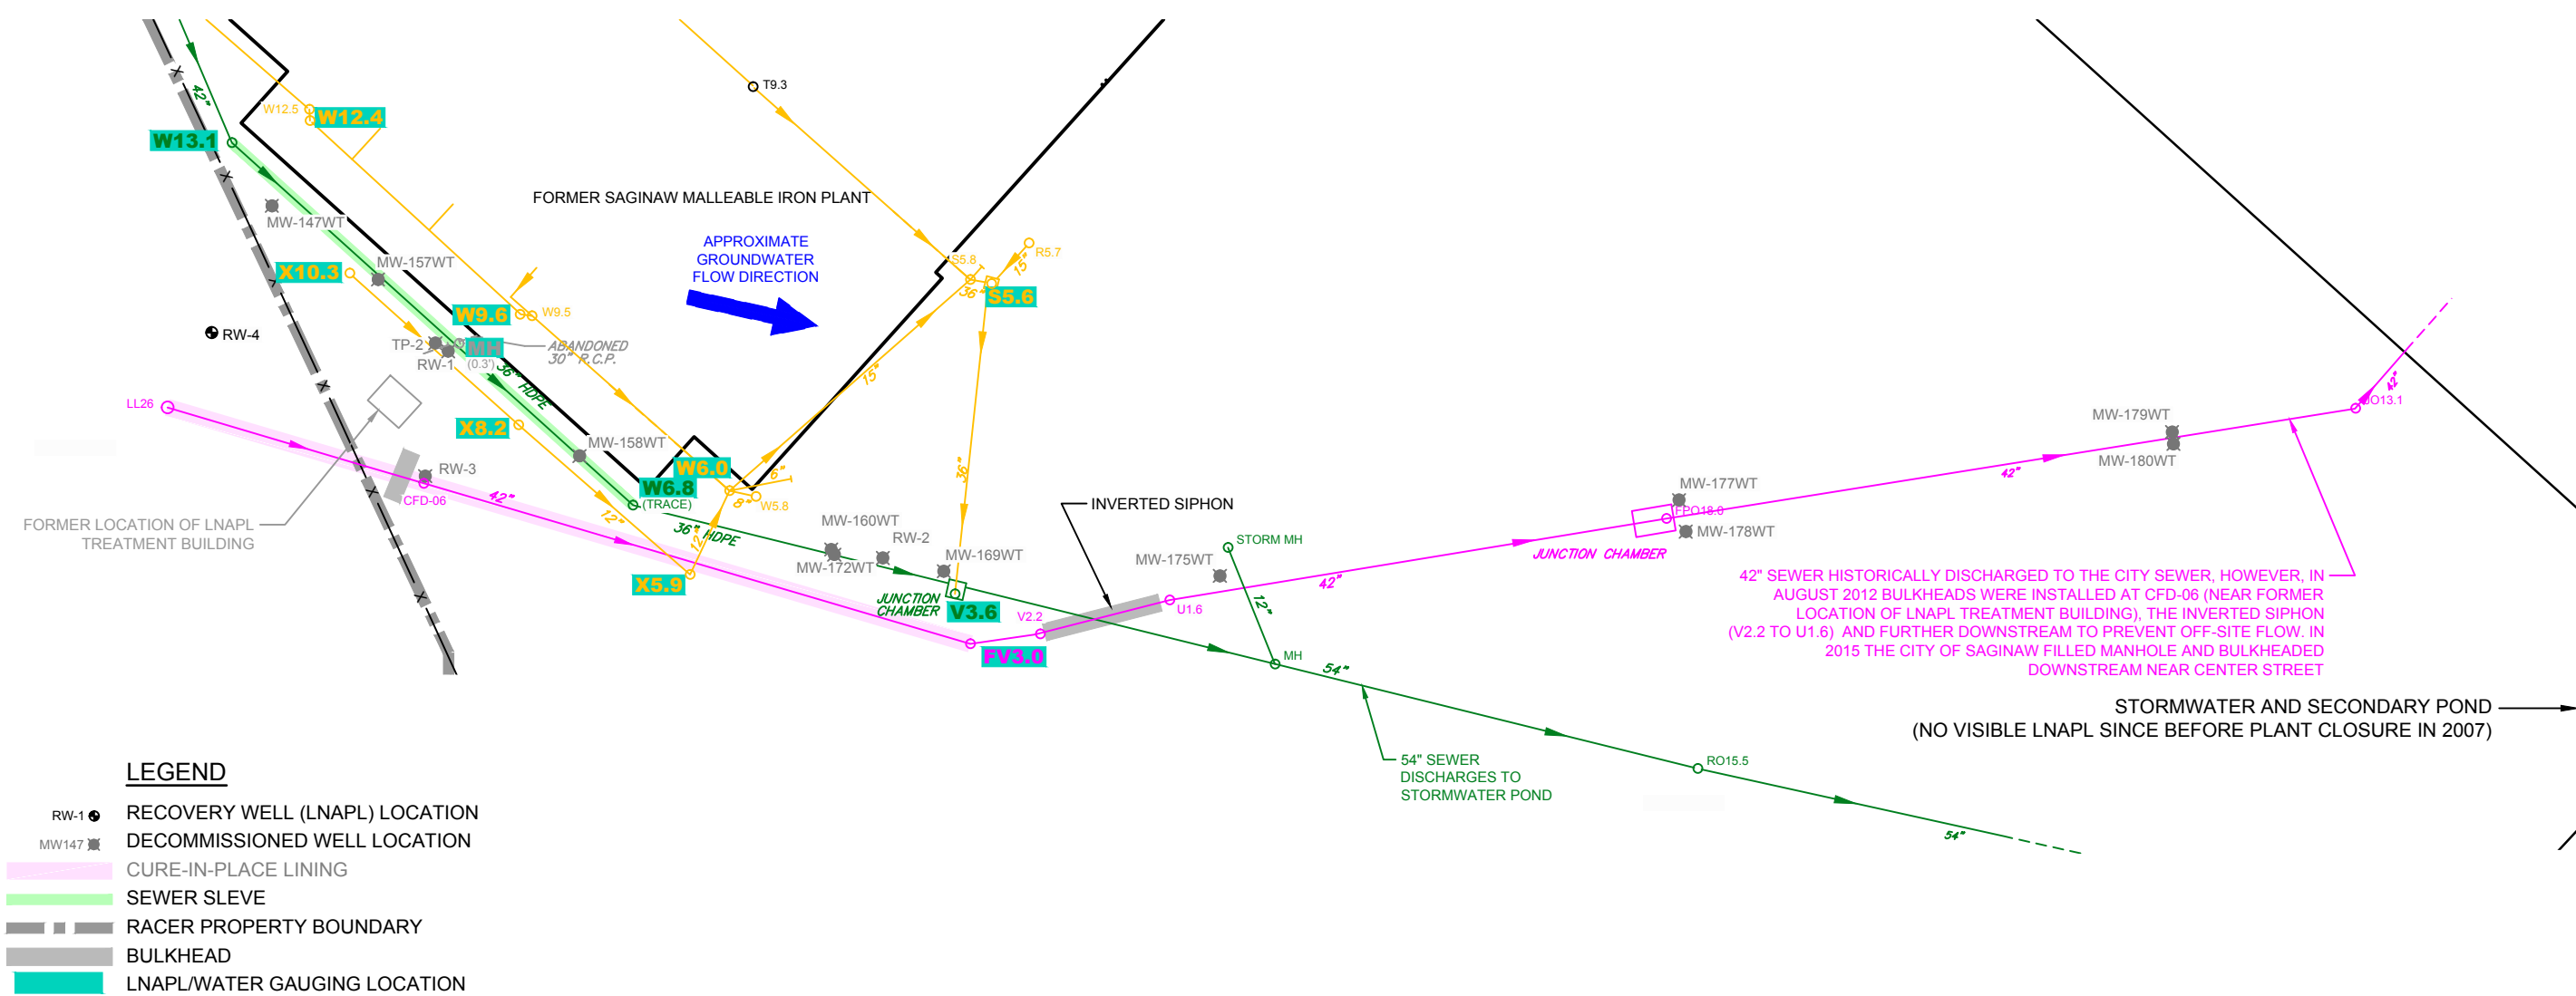 T9.3
42"
W12.5
W12.4
W13.1
FORMER SAGINAW MALLEABLE IRON PLANT
MW-147WT
APPROXIMATE
GROUNDWATER
FLOW DIRECTION
MW-157WT
X10.3
S5.8
R5.7
15"
36"
S5.6
W9.6
W9.5
RW-4
TP-2
MH
(0.3')
RW-1
ABANDONED
30" R.C.P.
36" HDPE
15"
LL26
X8.2
MW-158WT
RW-3
CFD-06
42"
W6.0
6"
W6.8
(TRACE)
8"
W5.8
36"
12"
12"
36" HDPE
FORMER LOCATION OF LNAPL
TREATMENT BUILDING
MW-160WT
RW-2
MW-172WT
MW-169WT
X5.9
JUNCTION
CHAMBER
V3.6
V2.2
FV3.0
INVERTED SIPHON
STORM MH
MW-175WT
U1.6
12"
MH
42"
54"
MW-177WT
FPO18.0
MW-178WT
JUNCTION CHAMBER
42"
MW-179WT
MW-180WT
42"
JO13.1
42" SEWER HISTORICALLY DISCHARGED TO THE CITY SEWER, HOWEVER, IN
AUGUST 2012 BULKHEADS WERE INSTALLED AT CFD-06 (NEAR FORMER
LOCATION OF LNAPL TREATMENT BUILDING), THE INVERTED SIPHON
(V2.2 TO U1.6) AND FURTHER DOWNSTREAM TO PREVENT OFF-SITE FLOW. IN
2015 THE CITY OF SAGINAW FILLED MANHOLE AND BULKHEADED
DOWNSTREAM NEAR CENTER STREET
STORMWATER AND SECONDARY POND
(NO VISIBLE LNAPL SINCE BEFORE PLANT CLOSURE IN 2007)
54" SEWER
DISCHARGES TO
STORMWATER POND
RO15.5
54"
LEGEND
RW-1 RECOVERY WELL (LNAPL) LOCATION
MW147 DECOMMISSIONED WELL LOCATION
CURE-IN-PLACE LINING
SEWER SLEVE
RACER PROPERTY BOUNDARY
BULKHEAD
LNAPL/WATER GAUGING LOCATION